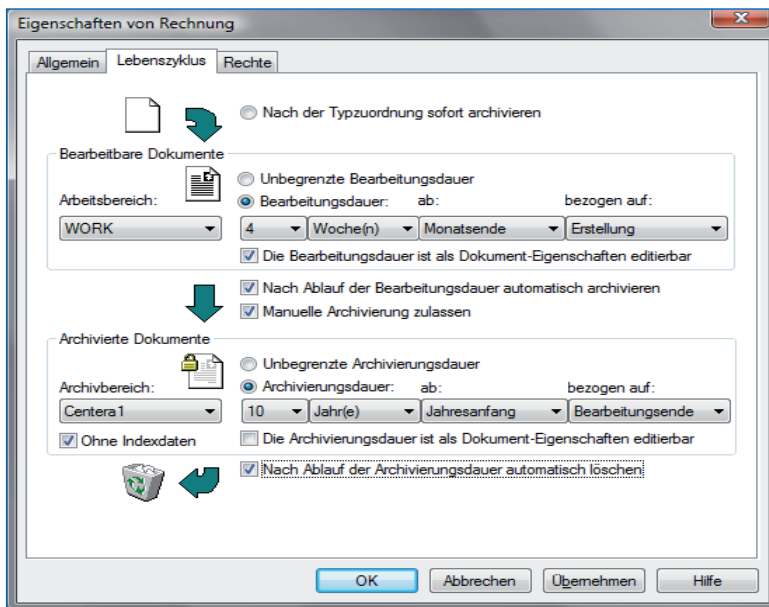 Eigenschaften von Rechnung
Allgemein Lebenszyklus Rechte
Nach der Typzuordnung sofort archivieren
Bearbeitbare Dokumente
Unbegrenzte Bearbeitungsdauer
Arbeitsbereich: Bearbeitungsdauer: ab: bezogen auf:
WORK 4 Woche(n) Monatsende Erstellung
Die Bearbeitungsdauer ist als Dokument-Eigenschaften editierbar
Nach Ablauf der Bearbeitungsdauer automatisch archivieren
Manuelle Archivierung zulassen
Archivierte Dokumente
Unbegrenzte Archivierungsdauer
Archivbereich: Archivierungsdauer: ab: bezogen auf:
Centera1 10 Jahr(e) Jahresanfang Bearbeitungsende
Ohne Indexdaten Die Archivierungsdauer ist als Dokument-Eigenschaften editierbar
Nach Ablauf der Archivierungsdauer automatisch löschen
OK Abbrechen Übernehmen Hilfe